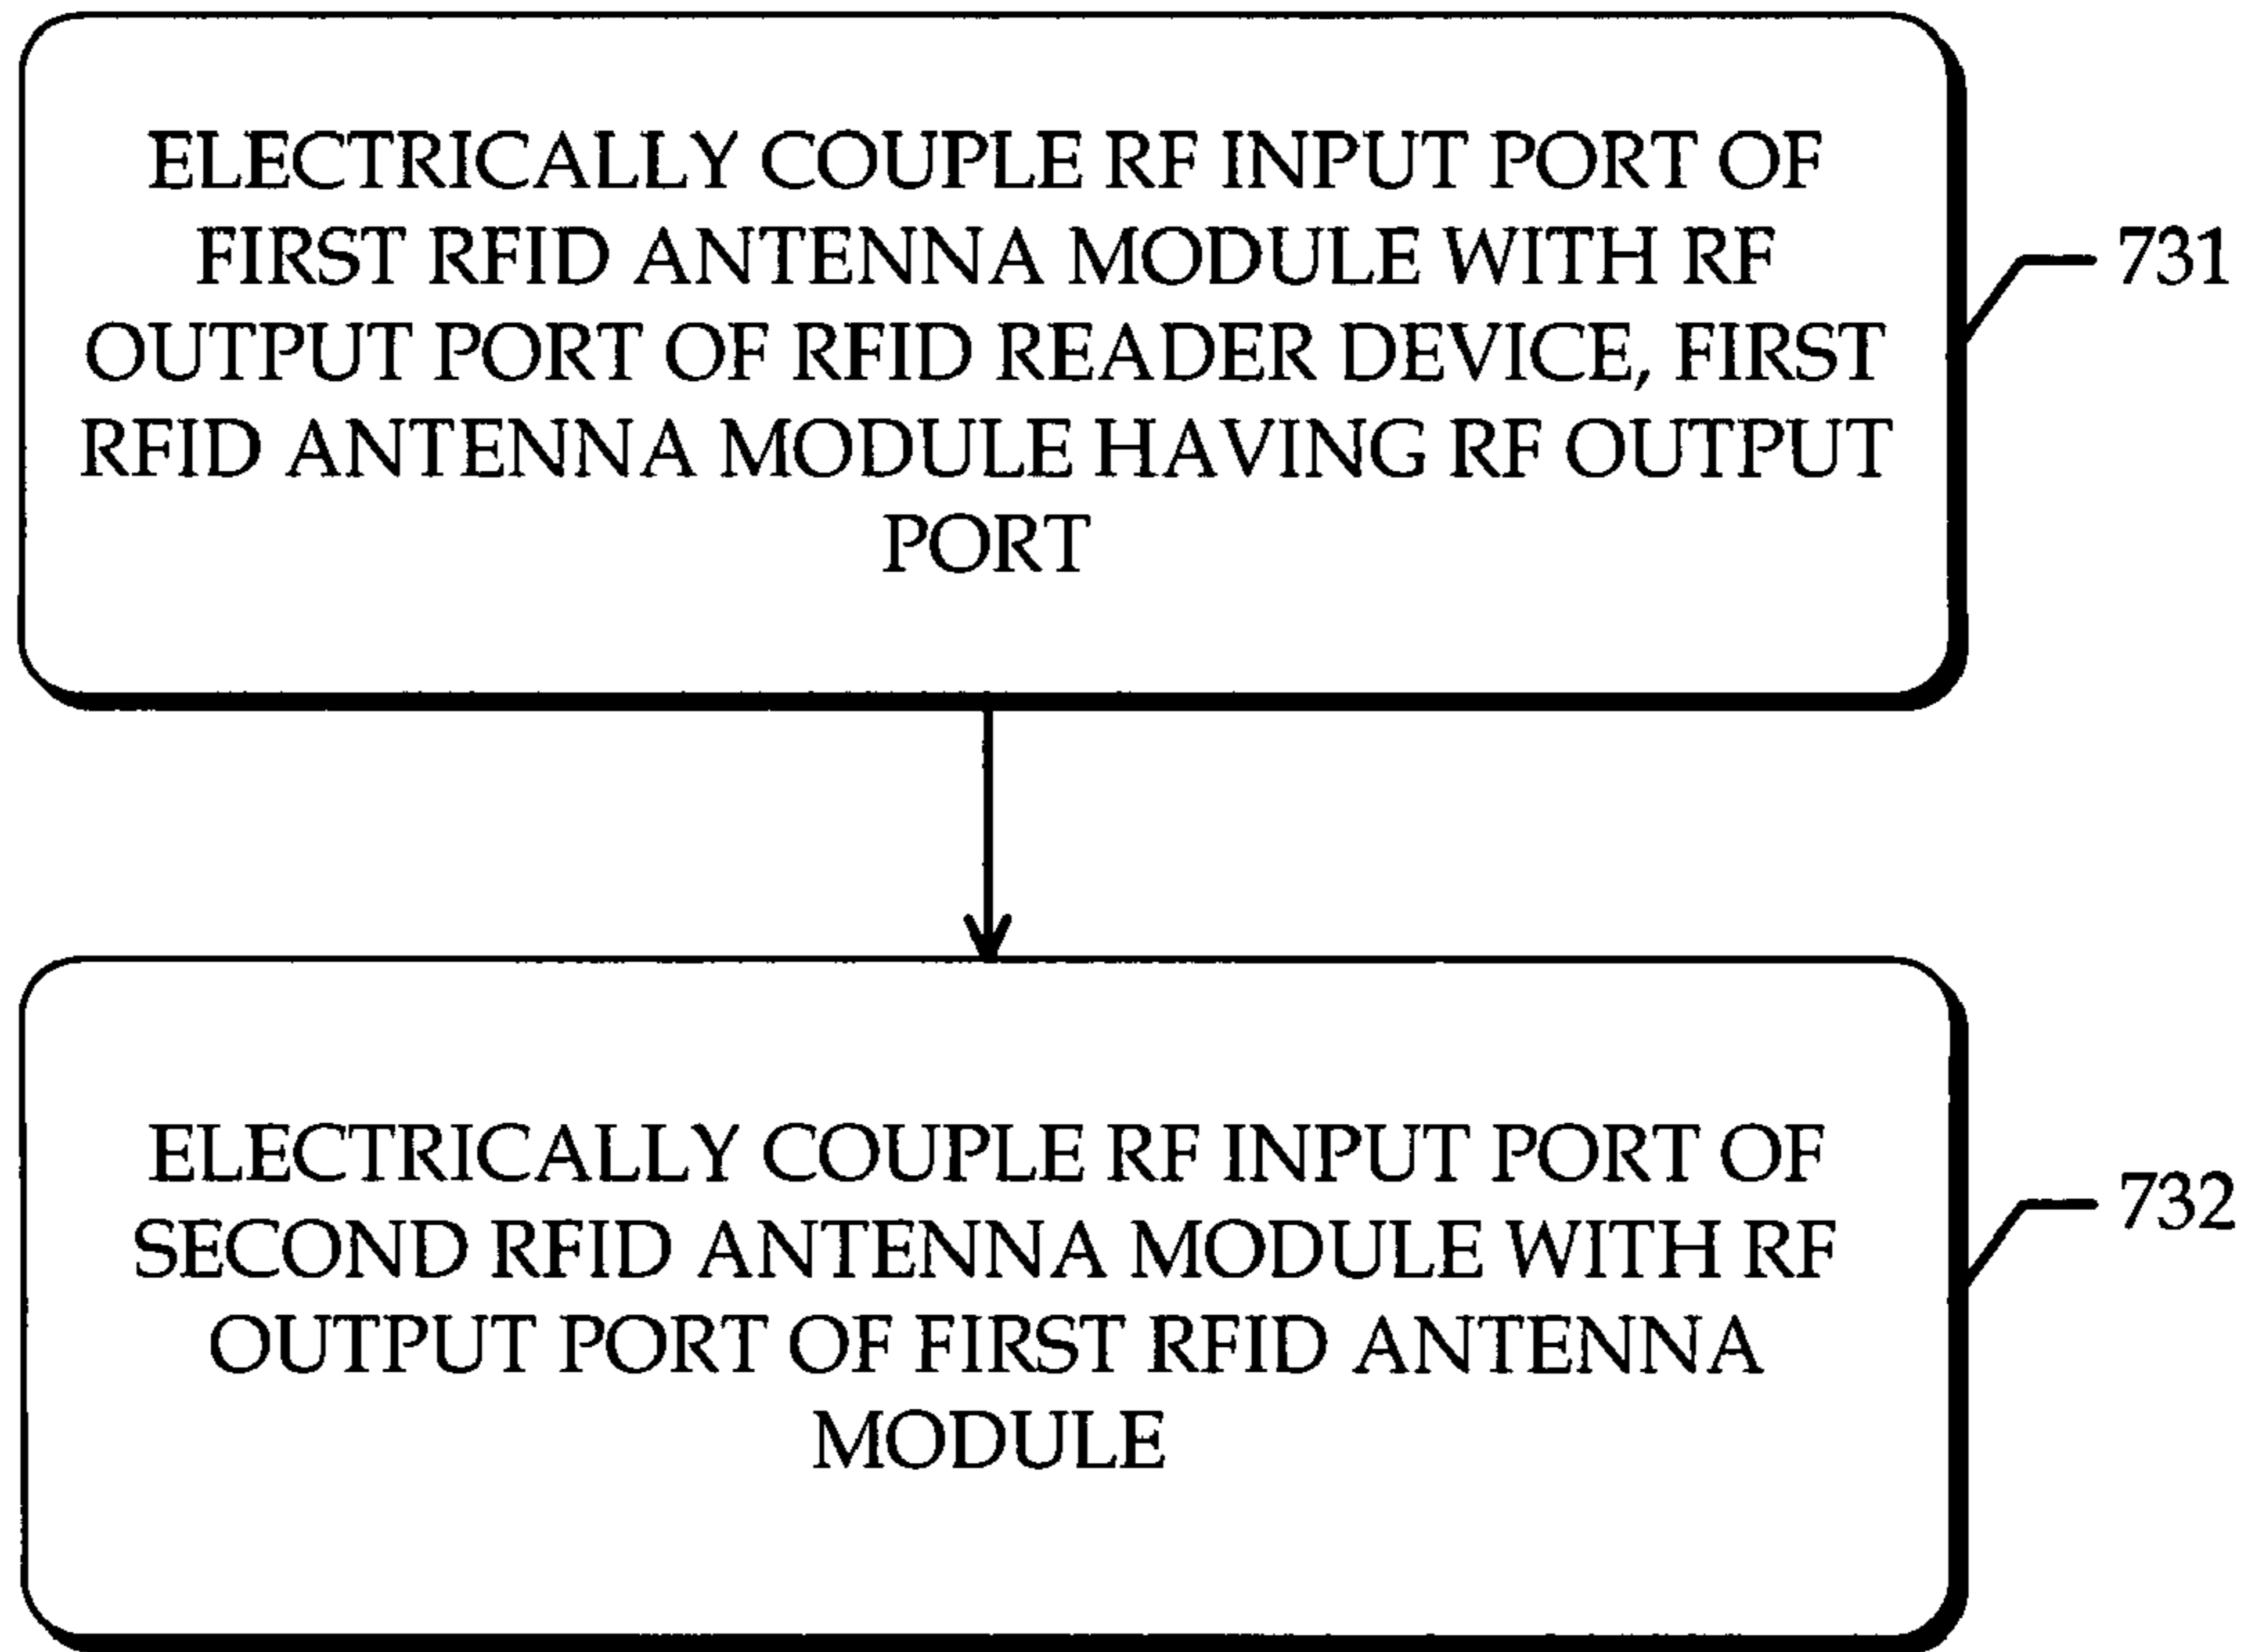 ELECTRICALLY COUPLE RF INPUT PORT OF
FIRST RFID ANTENNA MODULE WITH RF
OUTPUT PORT OF RFID READER DEVICE, FIRST
RFID ANTENNA MODULE HAVING RF OUTPUT
PORT
731
ELECTRICALLY COUPLE RF INPUT PORT OF
SECOND RFID ANTENNA MODULE WITH RF
OUTPUT PORT OF FIRST RFID ANTENNA
MODULE
732